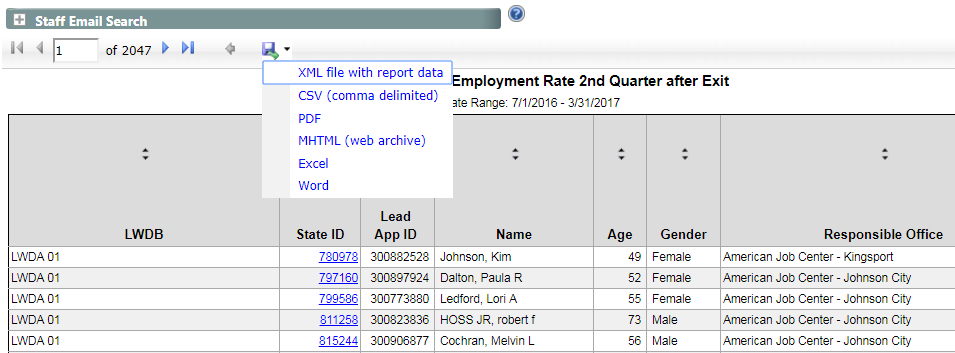 Staff Email Search
1 of 2047
XML file with report data
CSV (comma delimited)
PDF
MHTML (web archive)
Excel
Word
Employment Rate 2nd Quarter after Exit
ate Range: 7/1/2016 - 3/31/2017
LWDB State ID Lead App ID Name Age Gender Responsible Office
LWDA 01 780978 300882528 Johnson, Kim 49 Female American Job Center - Kingsport
LWDA 01 797160 300897924 Dalton, Paula R 52 Female American Job Center - Johnson City
LWDA 01 799586 300773880 Ledford, Lori A 55 Female American Job Center - Johnson City
LWDA 01 811258 300823836 HOSS JR, robert f 73 Male American Job Center - Johnson City
LWDA 01 815244 300906877 Cochran, Melvin L 56 Male American Job Center - Johnson City